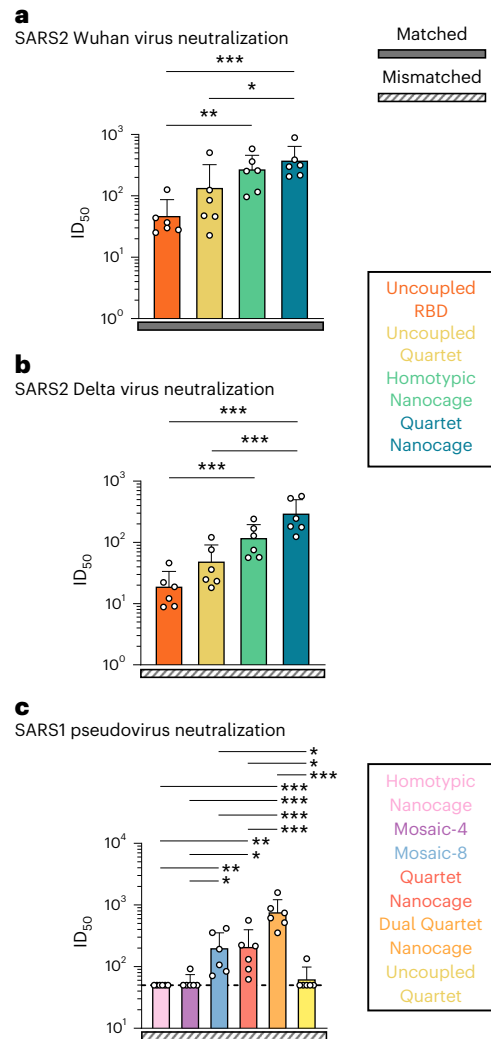 a
SARS2 Wuhan virus neutralization
Matched
Mismatched
***
*
**
10³
10²
10¹
10⁰
ID₅₀
Uncoupled
RBD
Uncoupled
Quartet
Homotypic
Nanocage
Quartet
Nanocage
b
SARS2 Delta virus neutralization
***
***
***
10³
10²
10¹
10⁰
ID₅₀
c
SARS1 pseudovirus neutralization
*
*
***
***
***
***
***
**
*
**
*
10⁴
10³
10²
10¹
ID₅₀
Homotypic
Nanocage
Mosaic-4
Mosaic-8
Quartet
Nanocage
Dual Quartet
Nanocage
Uncoupled
Quartet